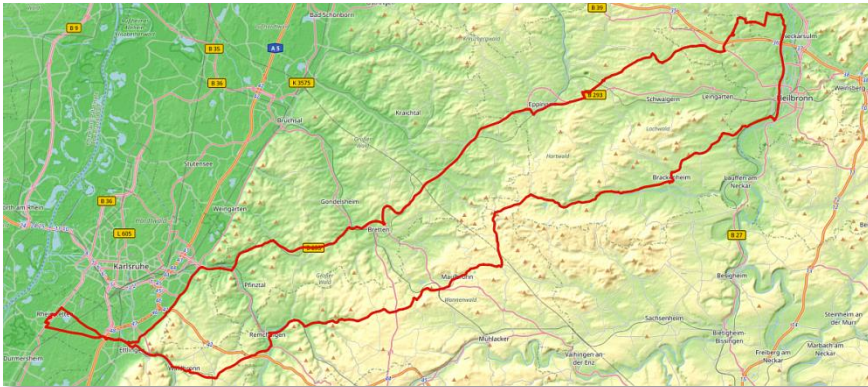 B 39
Bad Schönborn
B 9
Neckarsulm
B 35
A 5
K 3575
B 36
Eppingen
B 293
Schwaigern
Leingarten
Heilbronn
Weinsberg
Kraichtal
Bruchsal
Stutensee
Hartwald
Brackenheim
Lauffen am
Neckar
Weingarten
Gondelsheim
B 36
L 605
Bretten
B 27
Karlsruhe
Pfinztal
Maulbronn
Besigheim
Remchingen
Sachsenheim
Steinheim an
der Murr
Mühlacker
Bietigheim
Bissingen
Durmersheim
Vaihingen an
der Enz
Freiberg am
Neckar
Marbach am
Neckar